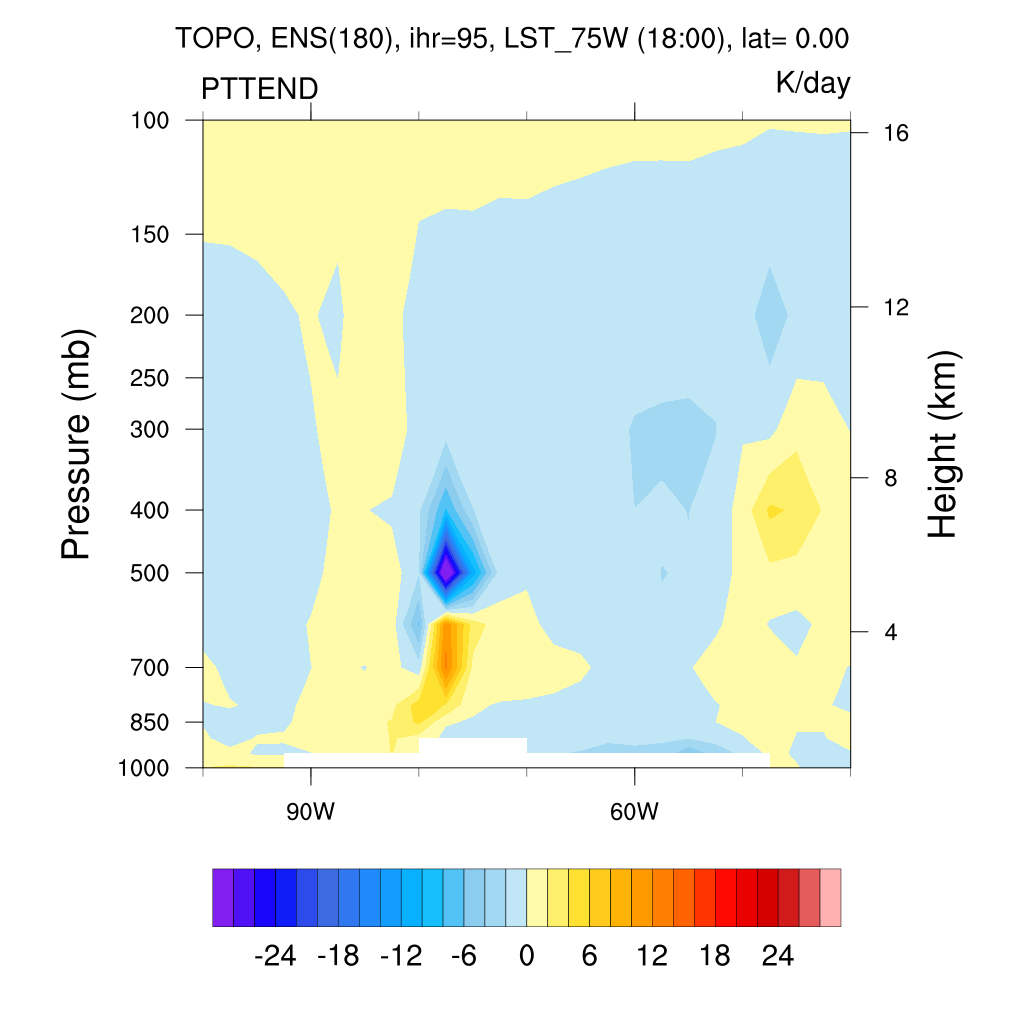 TOPO, ENS(180), ihr=95, LST_75W (18:00), lat= 0.00
PTTEND
K/day
100
150
200
250
300
400
500
700
850
1000
Pressure (mb)
16
12
8
4
Height (km)
90W
60W
-24 -18 -12 -6 0 6 12 18 24